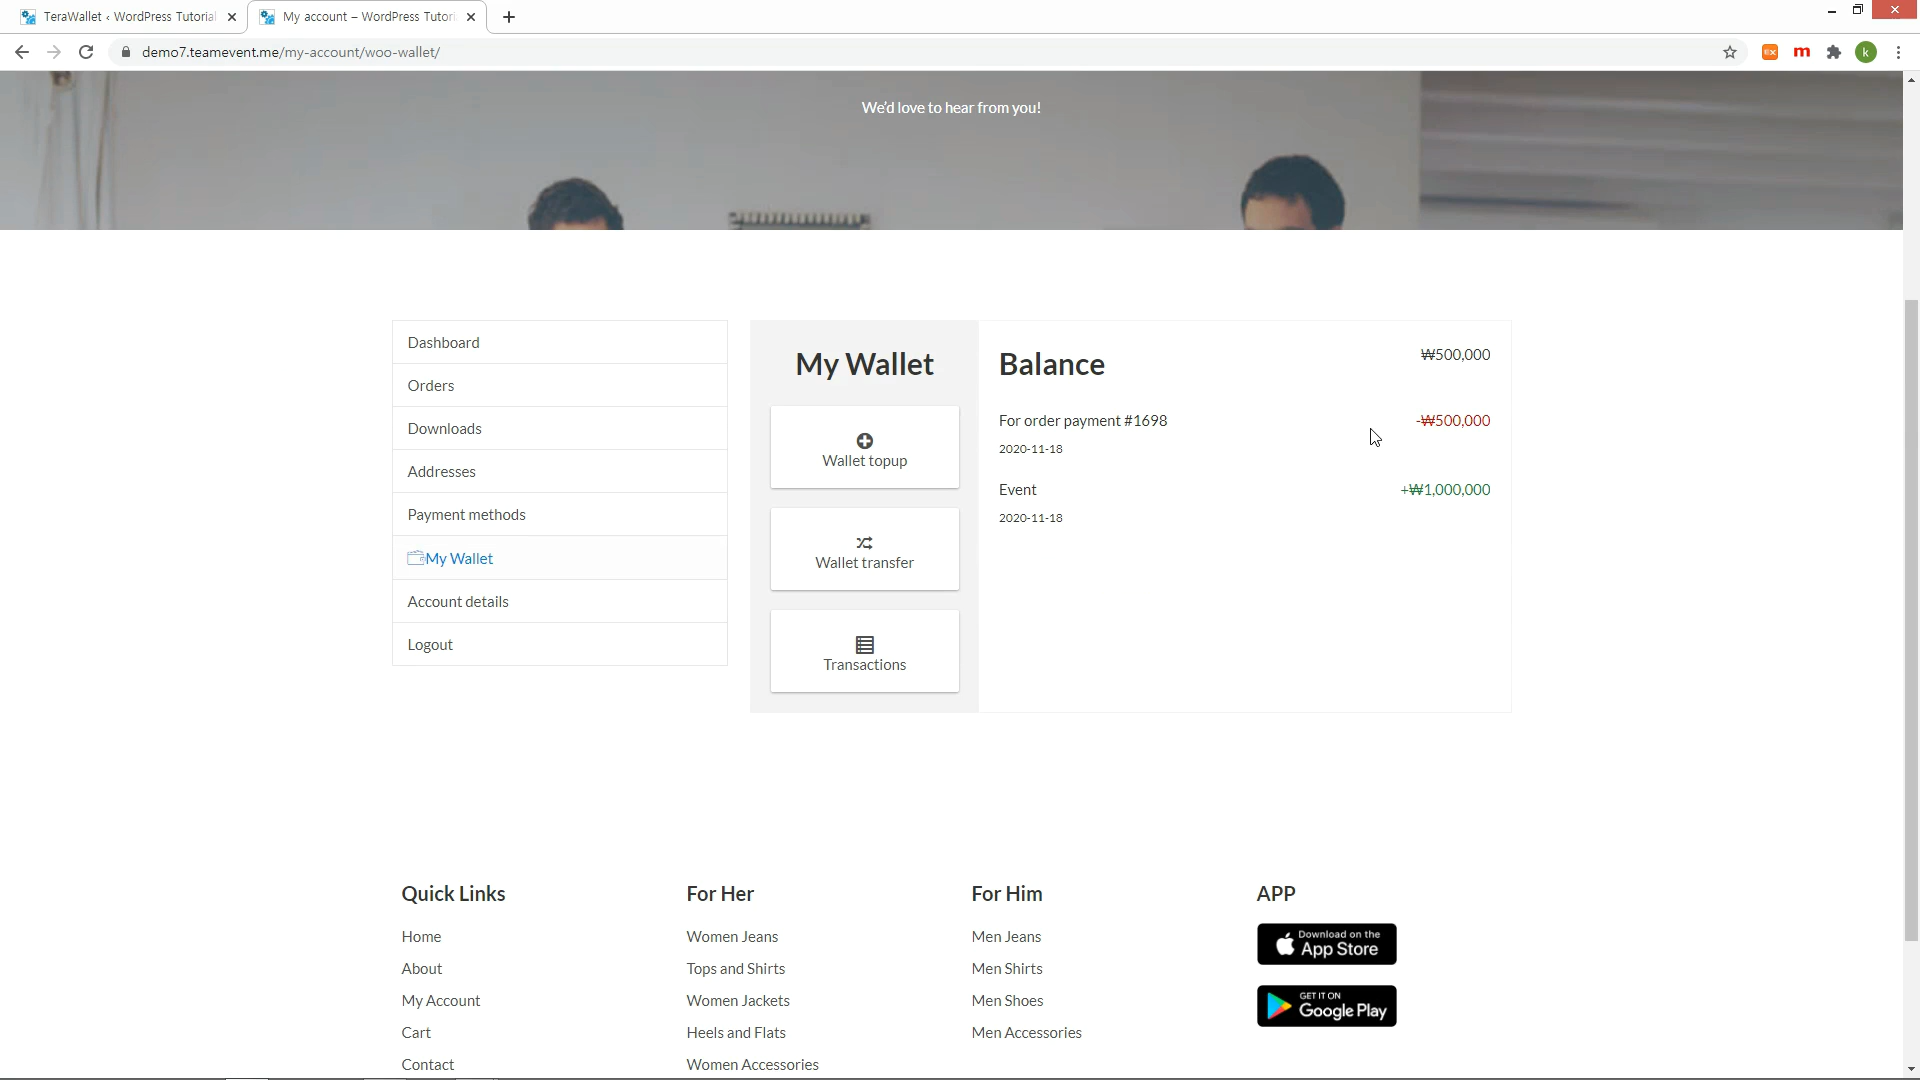 TeraWallet ‹ WordPress Tutorial
My account – WordPress Tutori
demo7.teamevent.me/my-account/woo-wallet/
EX
m
k
We'd love to hear from you!
Dashboard
Orders
Downloads
Addresses
Payment methods
My Wallet
Account details
Logout
My Wallet
Wallet topup
Wallet transfer
Transactions
Balance
₩500,000
For order payment #1698
-₩500,000
2020-11-18
Event
+₩1,000,000
2020-11-18
Quick Links
Home
About
My Account
Cart
Contact
For Her
Women Jeans
Tops and Shirts
Women Jackets
Heels and Flats
Women Accessories
For Him
Men Jeans
Men Shirts
Men Shoes
Men Accessories
APP
Download on the
App Store
GET IT ON
Google Play